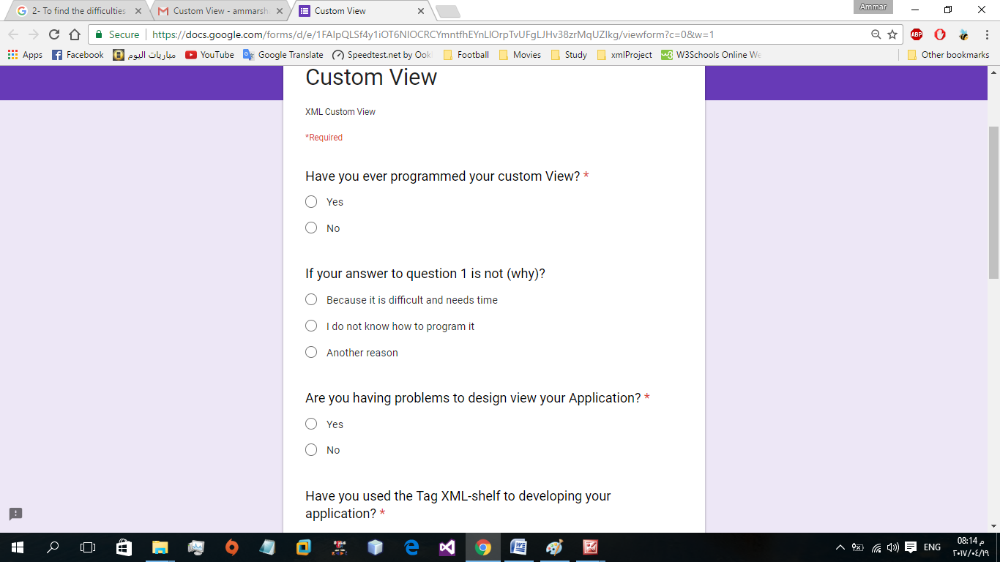 2- To find the difficulties
Custom View - ammarsh
Custom View
Ammar
Secure
https://docs.google.com/forms/d/e/1FAIpQLSf4y1iOT6NIOCRCYmntfhEYnLlOrpTvUFgLJHv38zrMqUZIkg/viewform?c=0&w=1
ABP
Apps
Facebook
مباريات اليوم
YouTube
Google Translate
Speedtest.net by Ookl
Football
Movies
Study
xmlProject
W3Schools Online We
Other bookmarks
Custom View
XML Custom View
*Required
Have you ever programmed your custom View? *
Yes
No
If your answer to question 1 is not (why)?
Because it is difficult and needs time
I do not know how to program it
Another reason
Are you having problems to design view your Application? *
Yes
No
Have you used the Tag XML-shelf to developing your
application? *
ENG
08:14 م
٢٠١٧/٠٤/١٩